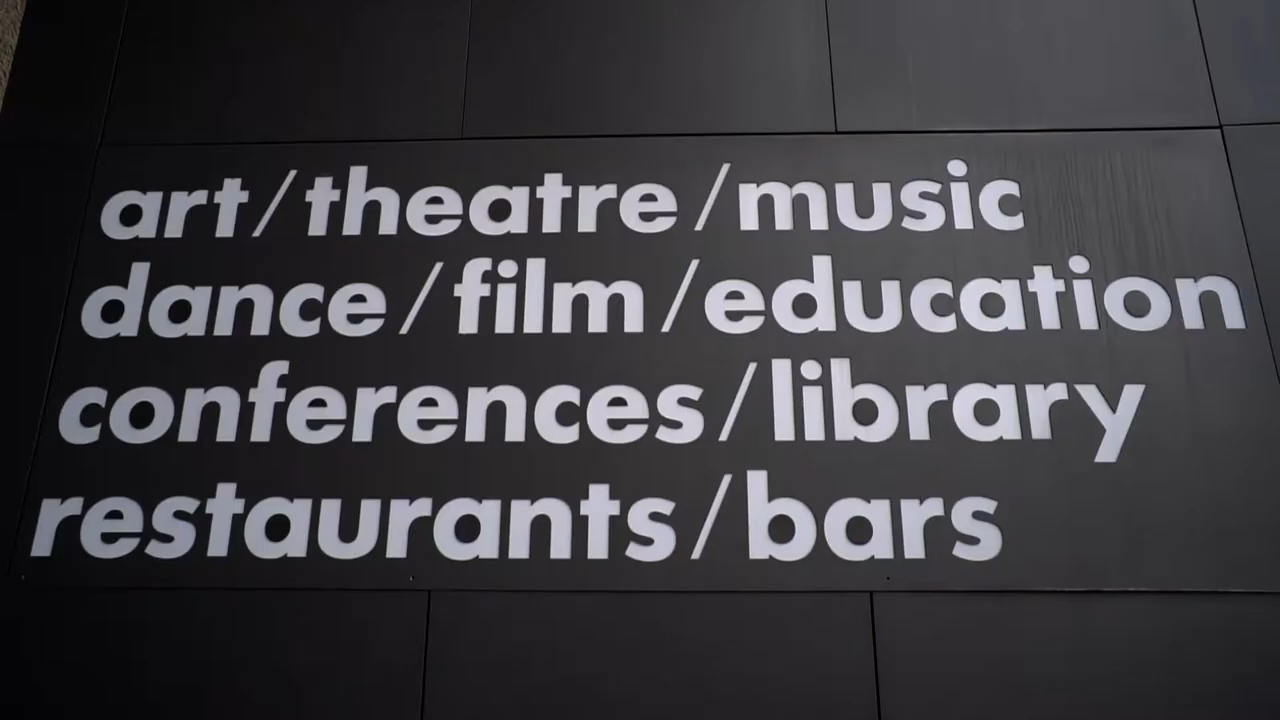 art/theatre/music
dance/film/education
conferences/library
restaurants/bars